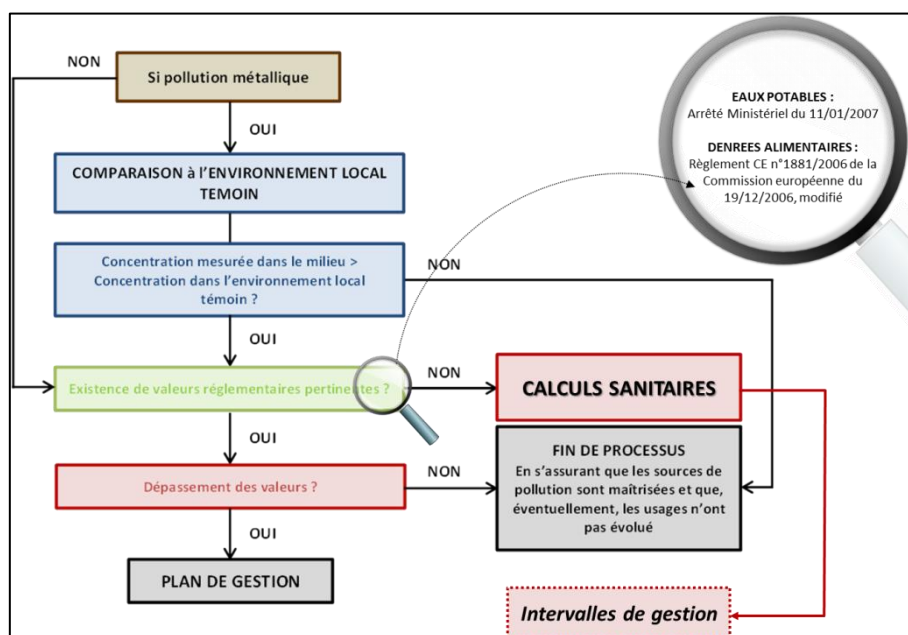 NON
Si pollution métallique
EAUX POTABLES :
Arrêté Ministériel du 11/01/2007
DENREES ALIMENTAIRES :
Règlement CE n°1881/2006 de la
Commission européenne du
19/12/2006, modifié
OUI
COMPARAISON à l'ENVIRONNEMENT LOCAL
TEMOIN
Concentration mesurée dans le milieu >
Concentration dans l'environnement local
témoin ?
NON
OUI
Existence de valeurs réglementaires pertinentes ?
NON
CALCULS SANITAIRES
OUI
Dépassement des valeurs ?
NON
FIN DE PROCESSUS
En s'assurant que les sources de
pollution sont maîtrisées et que,
éventuellement, les usages n'ont
pas évolué
OUI
PLAN DE GESTION
Intervalles de gestion